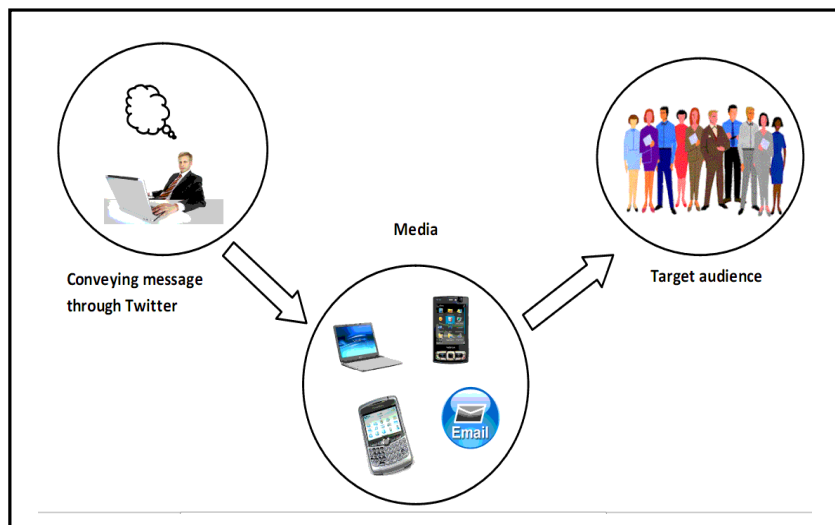 Media
Conveying message
through Twitter
Target audience
Email